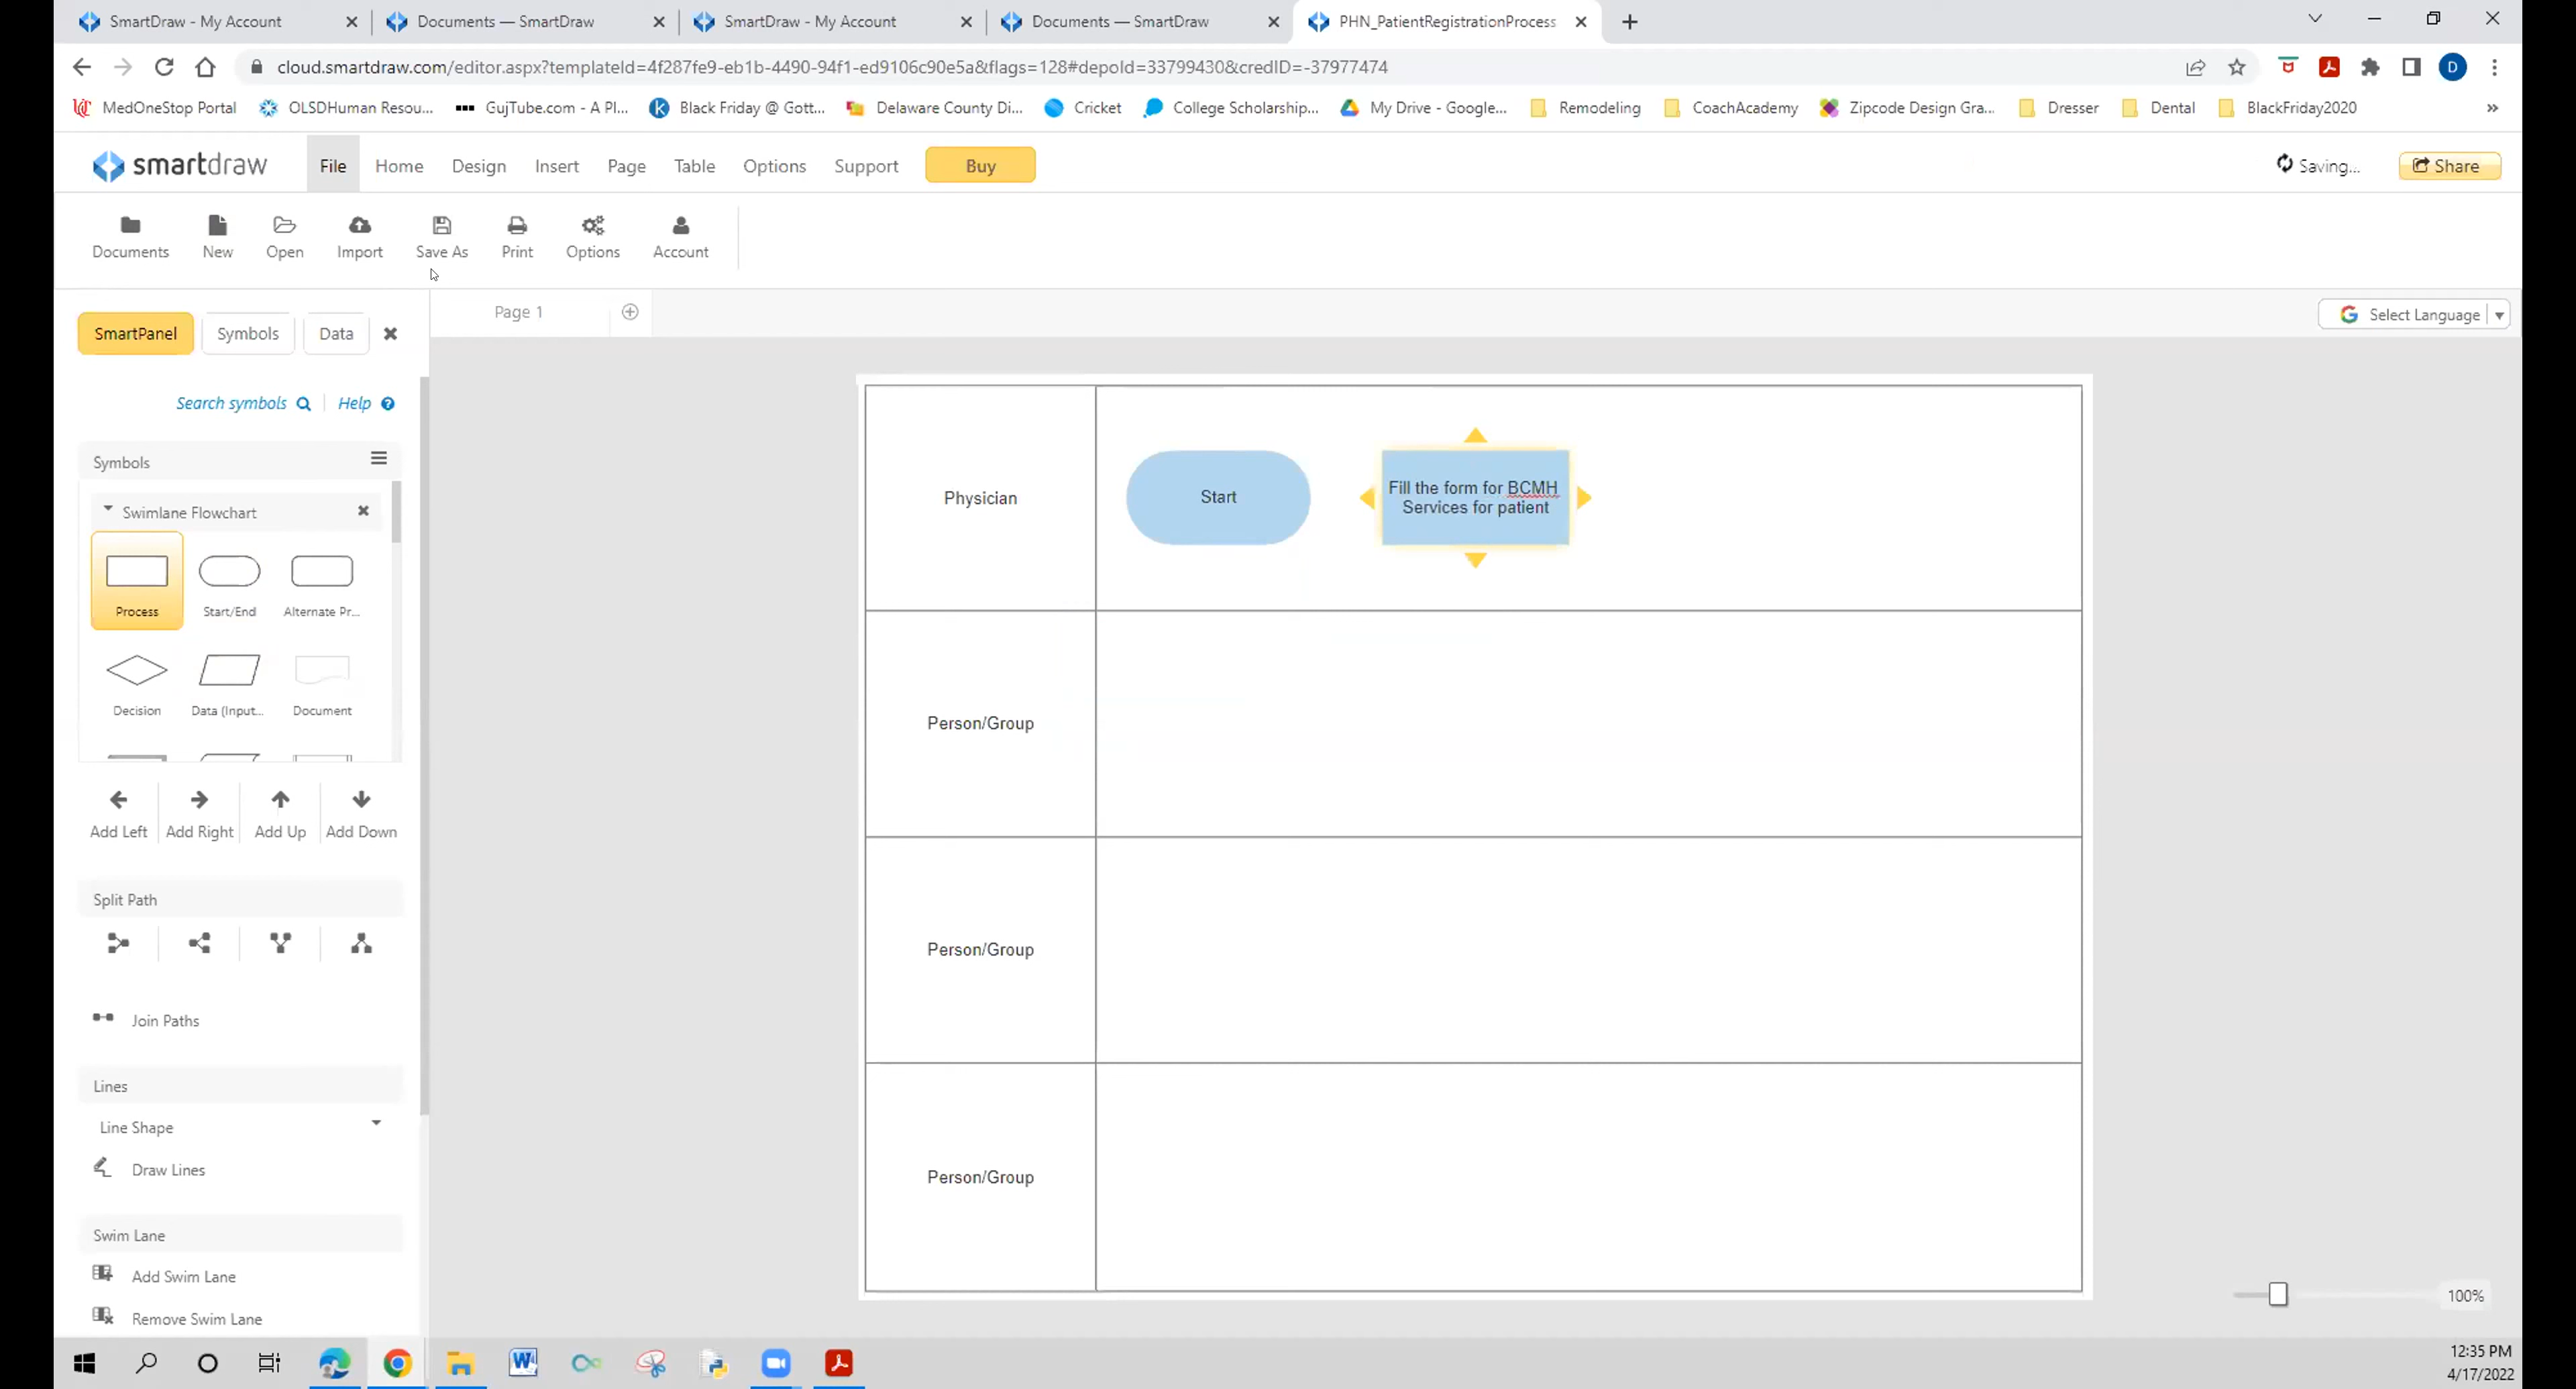 SmartDraw - My Account
Documents — SmartDraw
SmartDraw - My Account
Documents — SmartDraw
PHN_PatientRegistrationProcess
cloud.smartdraw.com/editor.aspx?templateId=4f287fe9-eb1b-4490-94f1-ed9106c90e5a&flags=128#depoId=33799430&credID=-37977474
D
MedOneStop Portal
OLSDHuman Resou...
GujTube.com - A Pl...
Black Friday @ Gott...
Delaware County Di...
Cricket
College Scholarship...
My Drive - Google...
Remodeling
CoachAcademy
Zipcode Design Gra...
Dresser
Dental
BlackFriday2020
»
smartdraw
File
Home
Design
Insert
Page
Table
Options
Support
Buy
Saving...
Share
Documents
New
Open
Import
Save As
Print
Options
Account
SmartPanel
Symbols
Data
Page 1
Select Language
Search symbols
Help
Symbols
Swimlane Flowchart
Process
Start/End
Alternate Pr...
Decision
Data (Input...
Document
Add Left
Add Right
Add Up
Add Down
Split Path
Join Paths
Lines
Line Shape
Draw Lines
Swim Lane
Add Swim Lane
Remove Swim Lane
Physician
Start
Fill the form for BCMH
Services for patient
Person/Group
Person/Group
Person/Group
100%
12:35 PM
4/17/2022